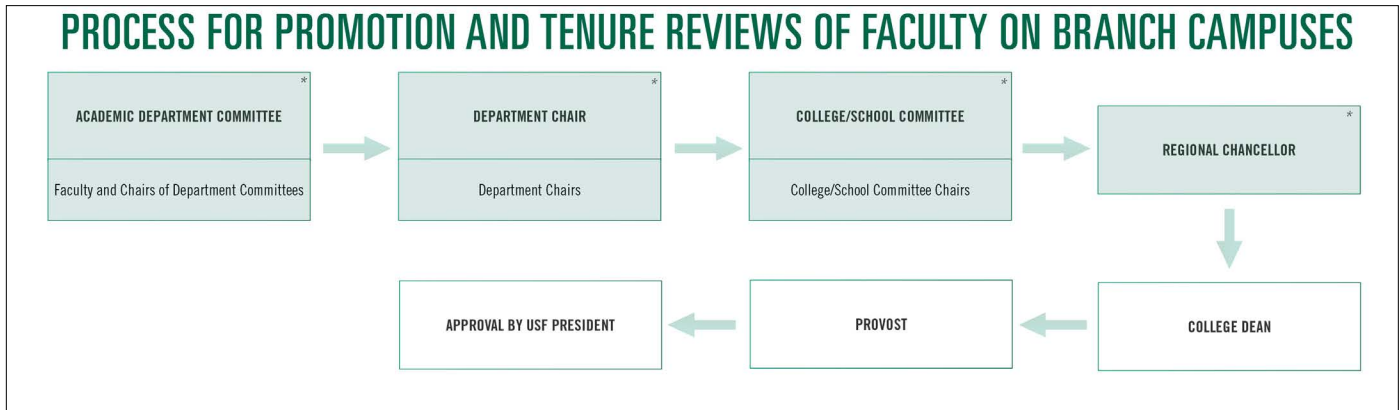 PROCESS FOR PROMOTION AND TENURE REVIEWS OF FACULTY ON BRANCH CAMPUSES
*
ACADEMIC DEPARTMENT COMMITTEE
Faculty and Chairs of Department Committees
*
DEPARTMENT CHAIR
Department Chairs
*
COLLEGE/SCHOOL COMMITTEE
College/School Committee Chairs
*
REGIONAL CHANCELLOR
COLLEGE DEAN
PROVOST
APPROVAL BY USF PRESIDENT